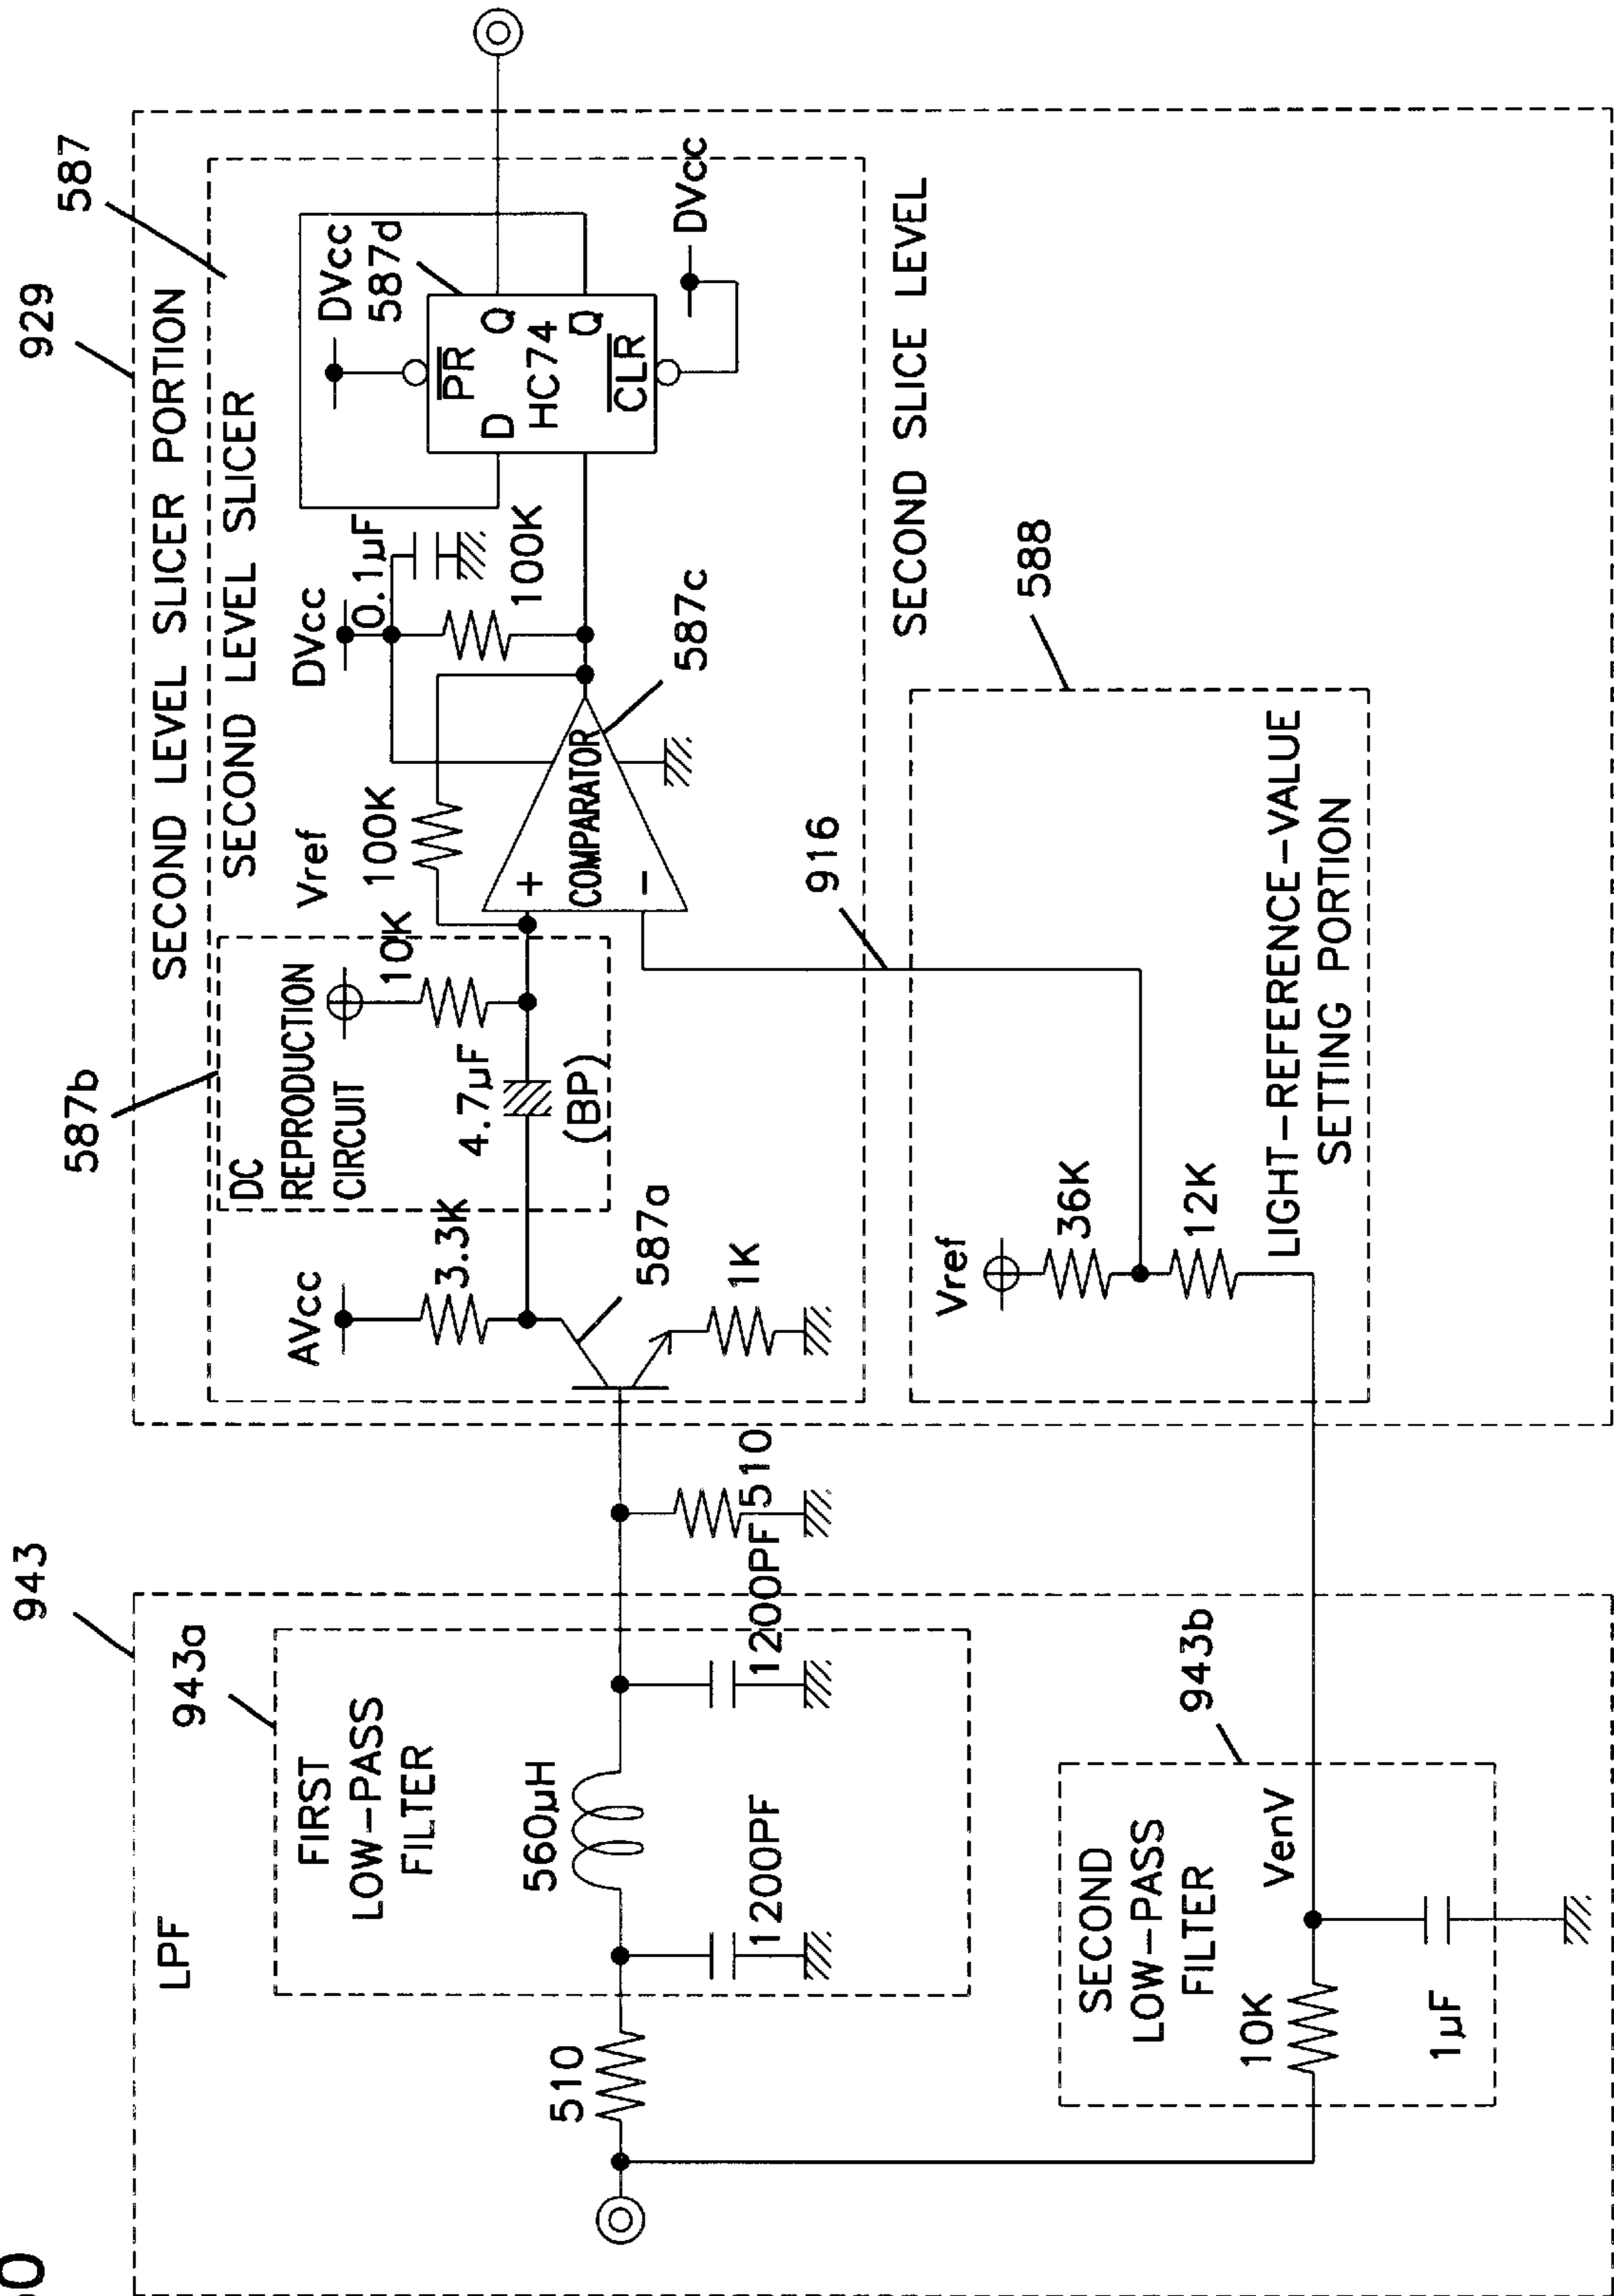 0
943
LPF
943a
FIRST
LOW-PASS
FILTER
510
560µH
1200PF
1200PF
510
SECOND
LOW-PASS
FILTER
943b
10K
VenV
1µF
929
SECOND LEVEL SLICER PORTION
587
SECOND LEVEL SLICER
587b
DC
REPRODUCTION
CIRCUIT
AVcc
3.3K
587a
1K
4.7µF
(BP)
10K
Vref
100K
+
COMPARATOR
-
587c
DVcc
0.1µF
100K
DVcc
587d
PR
D
Q
HC74
Q
CLR
DVcc
SECOND SLICE LEVEL
916
588
Vref
36K
12K
LIGHT-REFERENCE-VALUE
SETTING PORTION